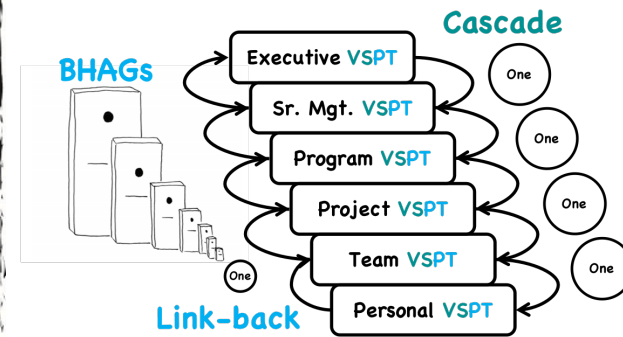 Cascade
BHAGs
Executive VSPT
One
Sr. Mgt. VSPT
One
Program VSPT
Project VSPT
One
Team VSPT
One
One
Personal VSPT
Link-back